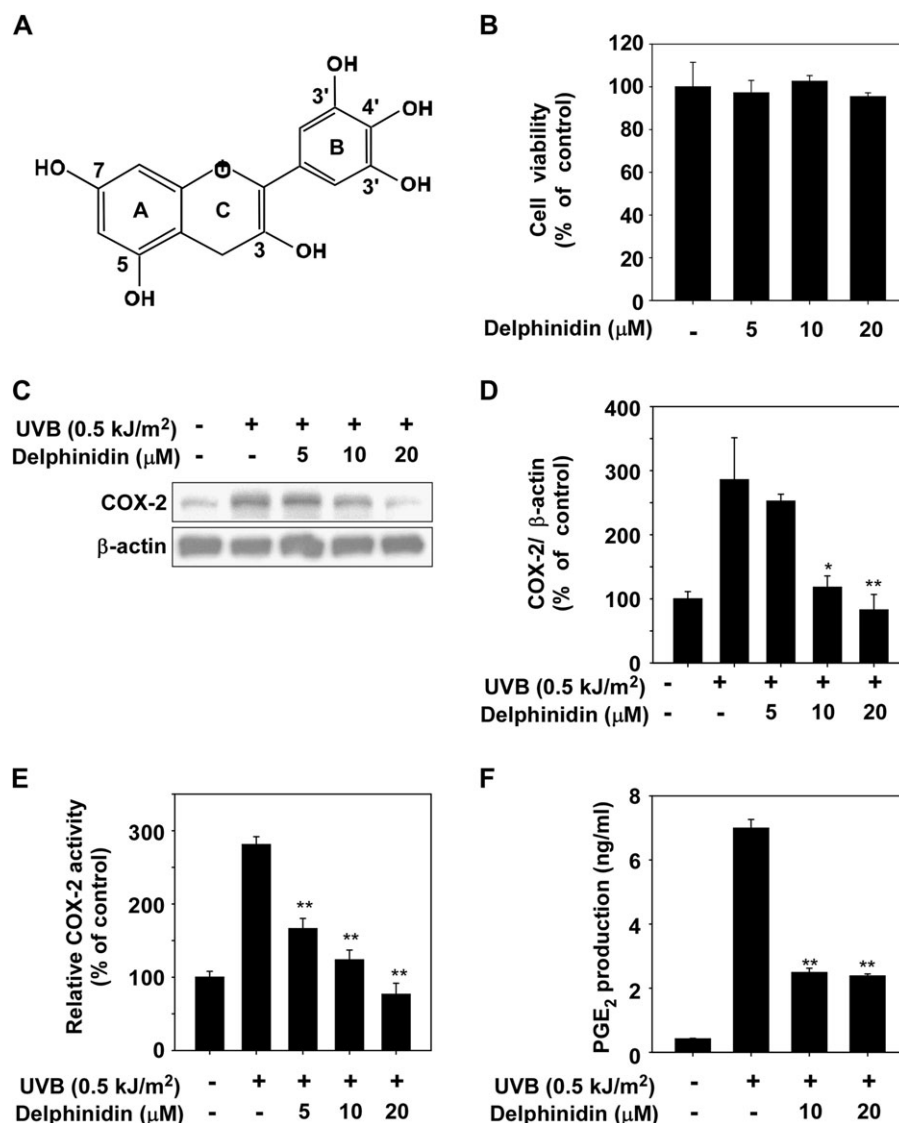 A
OH
3'
4'
OH
B
3'
OH
HO
7
A
C
3
OH
5
OH
B
Cell viability
(% of control)
120
100
80
60
40
20
0
Delphinidin (μM) - 5 10 20
C
UVB (0.5 kJ/m²) - + + + +
Delphinidin (μM) - - 5 10 20
COX-2
β-actin
D
COX-2/ β-actin
(% of control)
400
300
200
100
0
*
**
UVB (0.5 kJ/m²) - + + + +
Delphinidin (μM) - - 5 10 20
E
Relative COX-2 activity
(% of control)
300
200
100
0
**
**
**
UVB (0.5 kJ/m²) - + + + +
Delphinidin (μM) - - 5 10 20
F
PGE₂ production (ng/ml)
8
6
4
2
0
**
**
UVB (0.5 kJ/m²) - + + +
Delphinidin (μM) - - 10 20